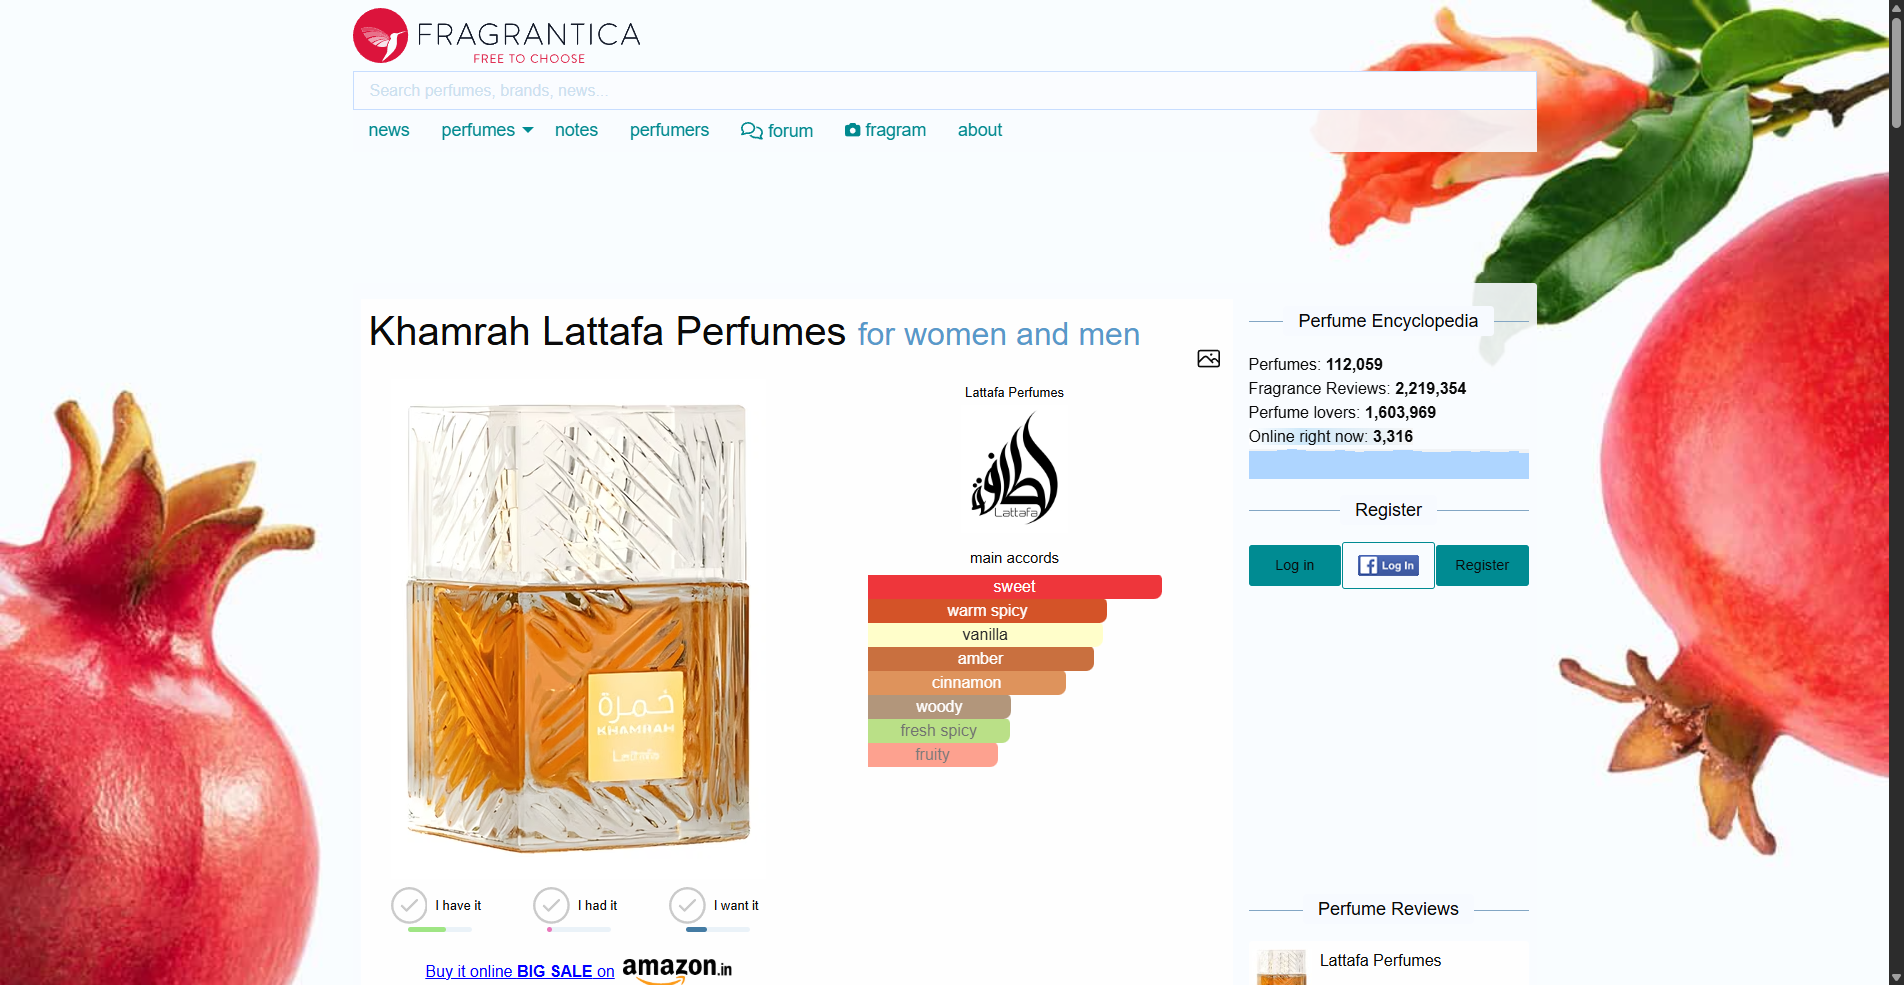 FRAGRANTICA
FREE TO CHOOSE
Search perfumes, brands, news...
news perfumes notes perfumers forum fragram about
Khamrah Lattafa Perfumes for women and men
Lattafa Perfumes
لطافة
Lattafa
main accords
sweet
warm spicy
vanilla
amber
cinnamon
woody
fresh spicy
fruity
خمرة
KHAMRAH
Lattafa
I have it
I had it
I want it
Buy it online BIG SALE on amazon.in
Perfume Encyclopedia
Perfumes: 112,059
Fragrance Reviews: 2,219,354
Perfume lovers: 1,603,969
Online right now: 3,316
Register
Log in
f Log In
Register
Perfume Reviews
Lattafa Perfumes